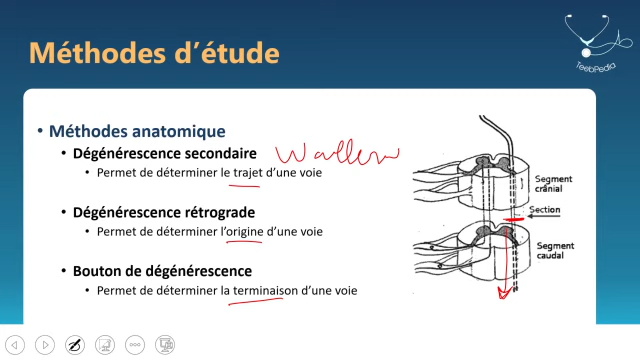 Méthodes d'étude
TeebPedia
• Méthodes anatomique
• Dégénérescence secondaire
• Permet de déterminer le trajet d'une voie
• Dégénérescence rétrograde
• Permet de déterminer l'origine d'une voie
• Bouton de dégénérescence
• Permet de déterminer la terminaison d'une voie
Segment
crânial
Section
Segment
caudal